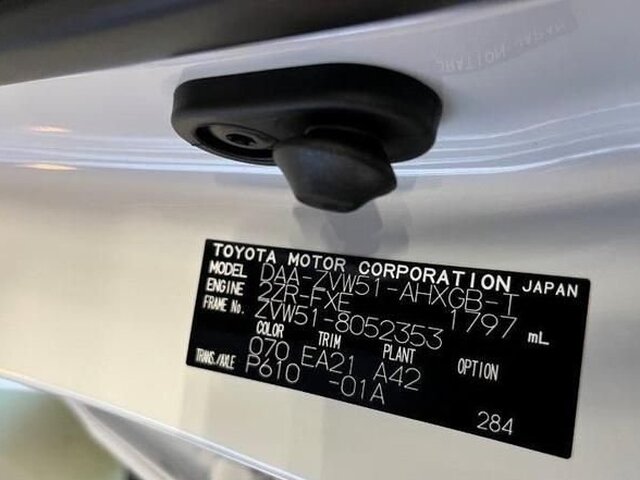 TOYOTA MOTOR CORPORATION JAPAN
MODEL DAA-ZVW51-AHXGB-T
ENGINE 2ZR-FXE 1797 mL
FRAME No. ZVW51-8052353
COLOR TRIM PLANT OPTION
070 EA21 A42
TRANS./AXLE P610 -01A
284